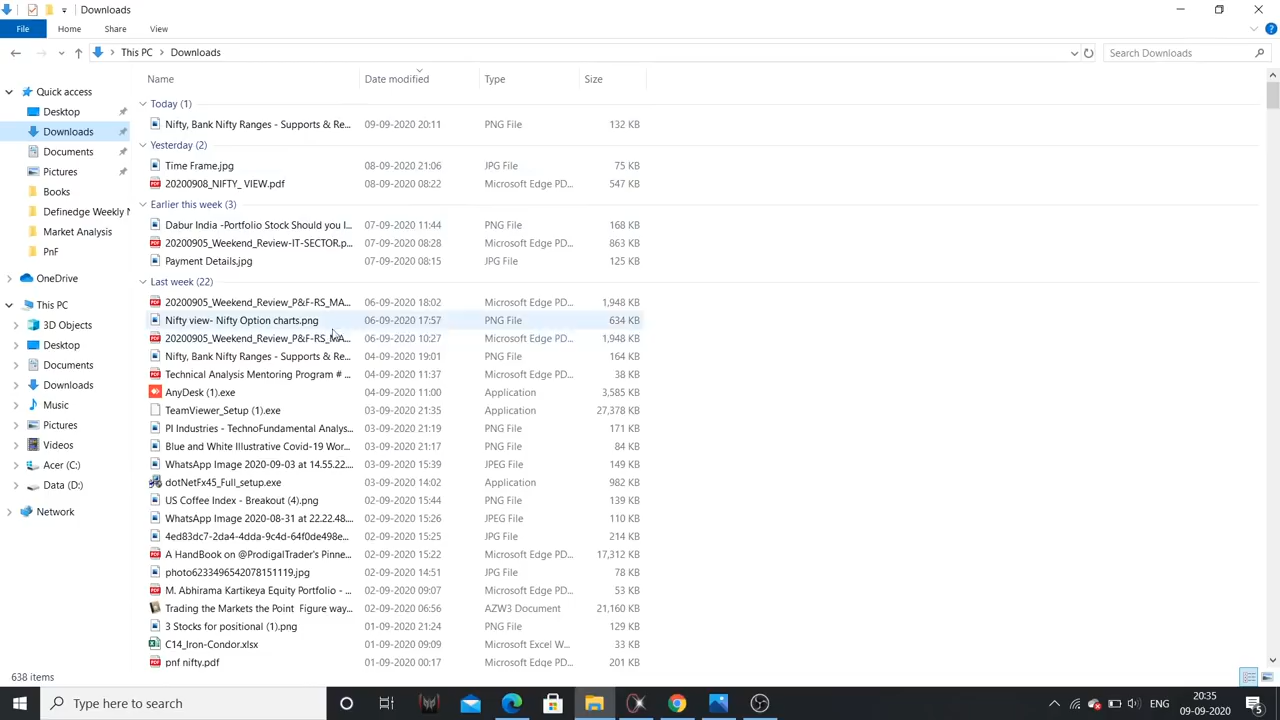 Downloads
File Home Share View
This PC Downloads
Search Downloads
Name Date modified Type Size
Quick access
Desktop
Downloads
Documents
Pictures
Books
Definedge Weekly N
Market Analysis
PnF
OneDrive
This PC
3D Objects
Desktop
Documents
Downloads
Music
Pictures
Videos
Acer (C:)
Data (D:)
Network
Today (1)
Nifty, Bank Nifty Ranges - Supports & Re... 09-09-2020 20:11 PNG File 132 KB
Yesterday (2)
Time Frame.jpg 08-09-2020 21:06 JPG File 75 KB
20200908_NIFTY_ VIEW.pdf 08-09-2020 08:22 Microsoft Edge PD... 547 KB
Earlier this week (3)
Dabur India -Portfolio Stock Should you I... 07-09-2020 11:44 PNG File 168 KB
20200905_Weekend_Review-IT-SECTOR.p... 07-09-2020 08:28 Microsoft Edge PD... 863 KB
Payment Details.jpg 07-09-2020 08:15 JPG File 125 KB
Last week (22)
20200905_Weekend_Review_P&F-RS_MA... 06-09-2020 18:02 Microsoft Edge PD... 1,948 KB
Nifty view- Nifty Option charts.png 06-09-2020 17:57 PNG File 634 KB
20200905_Weekend_Review_P&F-RS_MA... 06-09-2020 10:27 Microsoft Edge PD... 1,948 KB
Nifty, Bank Nifty Ranges - Supports & Re... 04-09-2020 19:01 PNG File 164 KB
Technical Analysis Mentoring Program # ... 04-09-2020 11:37 Microsoft Edge PD... 38 KB
AnyDesk (1).exe 04-09-2020 11:00 Application 3,585 KB
TeamViewer_Setup (1).exe 03-09-2020 21:35 Application 27,378 KB
PI Industries - TechnoFundamental Analys... 03-09-2020 21:19 PNG File 171 KB
Blue and White Illustrative Covid-19 Wor... 03-09-2020 21:17 PNG File 84 KB
WhatsApp Image 2020-09-03 at 14.55.22.... 03-09-2020 15:39 JPEG File 149 KB
dotNetFx45_Full_setup.exe 03-09-2020 14:02 Application 982 KB
US Coffee Index - Breakout (4).png 02-09-2020 15:44 PNG File 139 KB
WhatsApp Image 2020-08-31 at 22.22.48.... 02-09-2020 15:26 JPEG File 110 KB
4ed83dc7-2da4-4dda-9c4d-64f0de498e... 02-09-2020 15:25 JPG File 214 KB
A HandBook on @ProdigalTrader's Pinne... 02-09-2020 15:22 Microsoft Edge PD... 17,312 KB
photo6233496542078151119.jpg 02-09-2020 14:51 JPG File 78 KB
M. Abhirama Kartikeya Equity Portfolio - ... 02-09-2020 09:07 Microsoft Edge PD... 53 KB
Trading the Markets the Point Figure way... 02-09-2020 06:56 AZW3 Document 21,160 KB
3 Stocks for positional (1).png 01-09-2020 21:24 PNG File 129 KB
C14_Iron-Condor.xlsx 01-09-2020 09:09 Microsoft Excel W... 33 KB
pnf nifty.pdf 01-09-2020 00:17 Microsoft Edge PD... 201 KB
638 items
Type here to search
ENG
20:35
09-09-2020
5